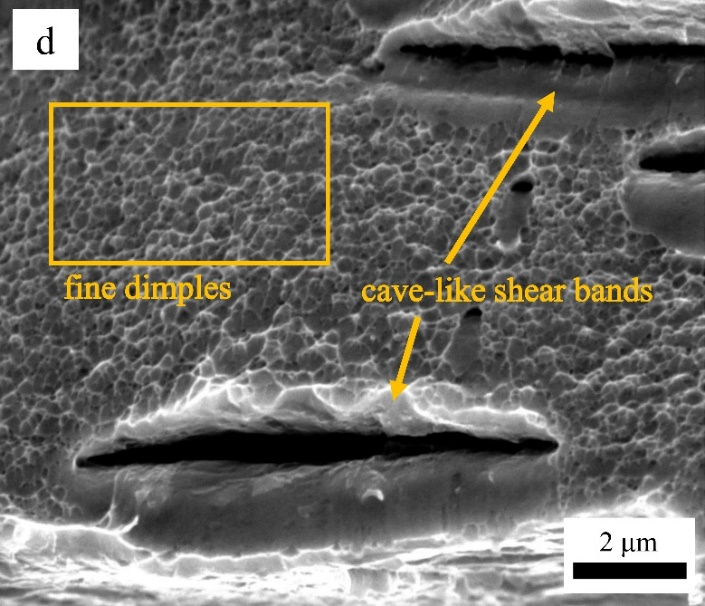 d
fine dimples
cave-like shear bands
2 μm